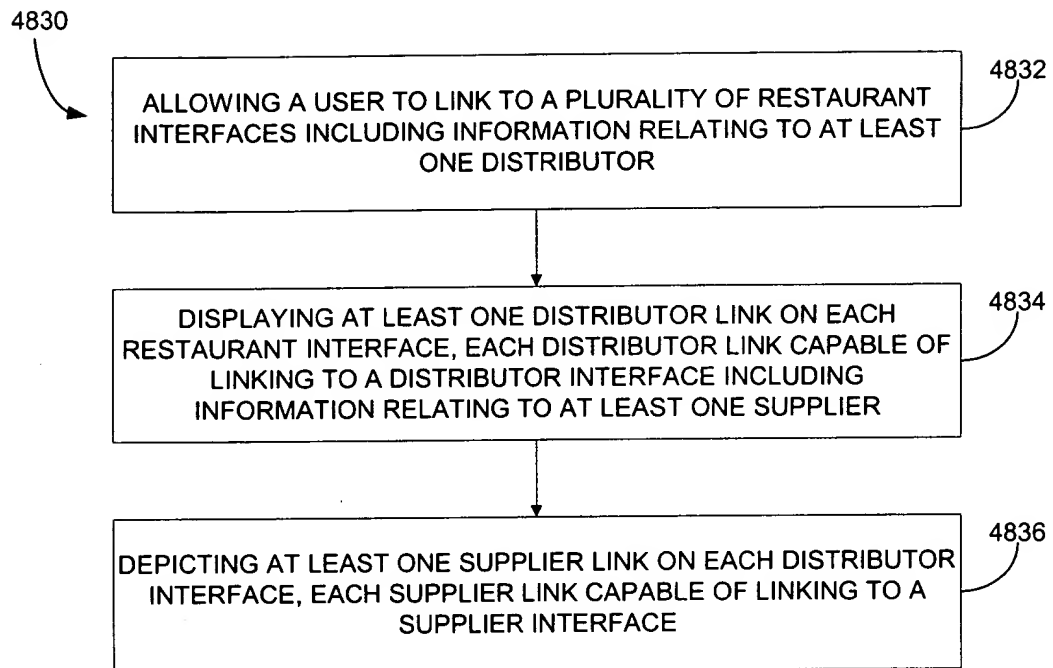 4830
4832
ALLOWING A USER TO LINK TO A PLURALITY OF RESTAURANT
INTERFACES INCLUDING INFORMATION RELATING TO AT LEAST
ONE DISTRIBUTOR
4834
DISPLAYING AT LEAST ONE DISTRIBUTOR LINK ON EACH
RESTAURANT INTERFACE, EACH DISTRIBUTOR LINK CAPABLE OF
LINKING TO A DISTRIBUTOR INTERFACE INCLUDING
INFORMATION RELATING TO AT LEAST ONE SUPPLIER
4836
DEPICTING AT LEAST ONE SUPPLIER LINK ON EACH DISTRIBUTOR
INTERFACE, EACH SUPPLIER LINK CAPABLE OF LINKING TO A
SUPPLIER INTERFACE